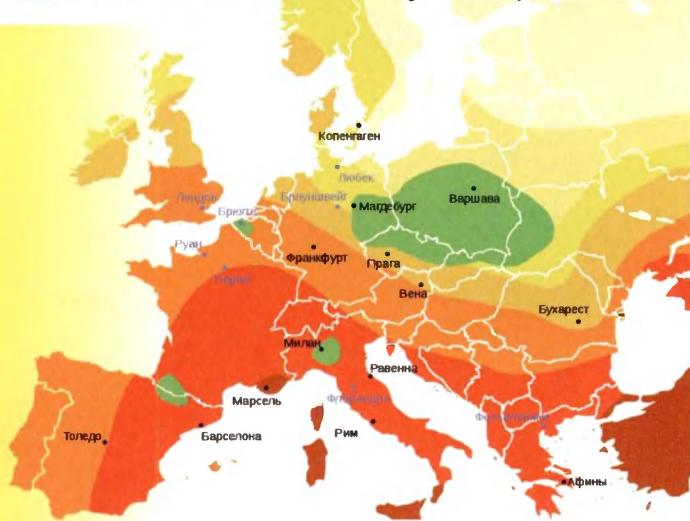 Копенгаген
Любек
Брауншвейг
Магдебург
Варшава
Лондон
Брюгге
Руан
Париж
Франкфурт
Прага
Вена
Бухарест
Милан
Равенна
Марсель
Флоренция
Толедо
Барселона
Рим
Афины